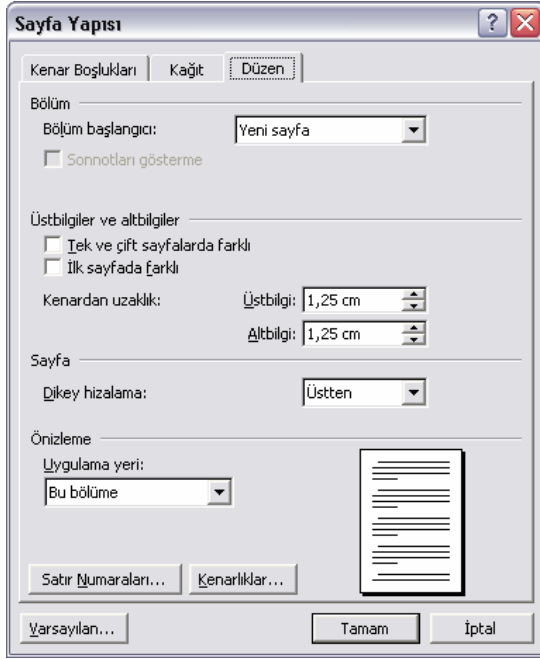 Sayfa Yapısı
Kenar Boşlukları Kağıt Düzen
Bölüm
Bölüm başlangıcı: Yeni sayfa
Sonnotları gösterme
Üstbilgiler ve altbilgiler
Tek ve çift sayfalarda farklı
İlk sayfada farklı
Kenardan uzaklık: Üstbilgi: 1,25 cm
Altbilgi: 1,25 cm
Sayfa
Dikey hizalama: Üstten
Önizleme
Uygulama yeri:
Bu bölüme
Satır Numaraları... Kenarlıklar...
Varsayılan... Tamam İptal